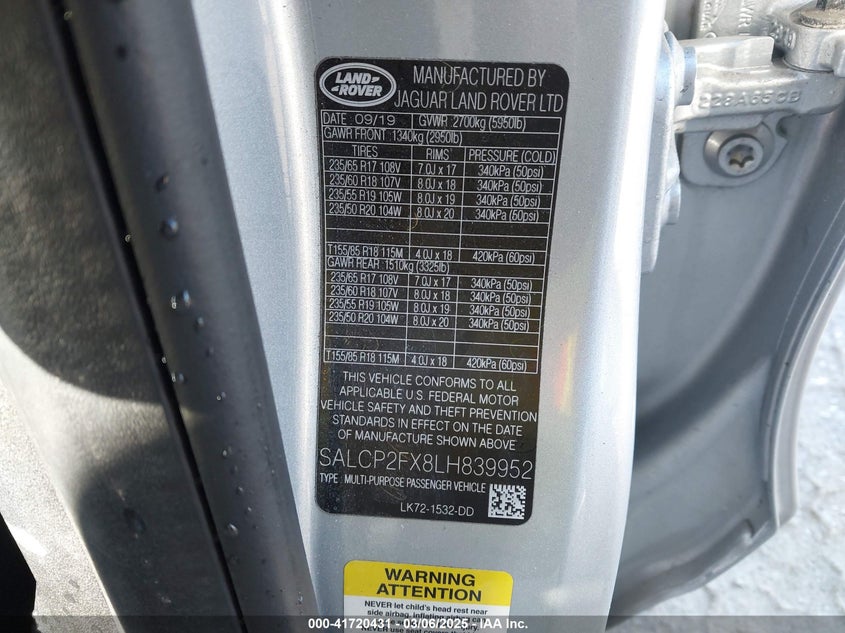 LAND
ROVER
MANUFACTURED BY
JAGUAR LAND ROVER LTD
DATE 09/19 GVWR 2700kg (5950lb)
GAWR FRONT 1340kg (2950lb)
TIRES RIMS PRESSURE (COLD)
235/65 R17 108V 7.0J x 17 340kPa (50psi)
235/60 R18 107V 8.0J x 18 340kPa (50psi)
235/55 R19 105W 8.0J x 19 340kPa (50psi)
235/50 R20 104W 8.0J x 20 340kPa (50psi)
T155/85 R18 115M 4.0J x 18 420kPa (60psi)
GAWR REAR 1510kg (3325lb)
235/65 R17 108V 7.0J x 17 340kPa (50psi)
235/60 R18 107V 8.0J x 18 340kPa (50psi)
235/55 R19 105W 8.0J x 19 340kPa (50psi)
235/50 R20 104W 8.0J x 20 340kPa (50psi)
T155/85 R18 115M 4.0J x 18 420kPa (60psi)
THIS VEHICLE CONFORMS TO ALL
APPLICABLE U.S. FEDERAL MOTOR
VEHICLE SAFETY AND THEFT PREVENTION
STANDARDS IN EFFECT ON THE DATE
OF MANUFACTURE SHOWN ABOVE
SALCP2FX8LH839952
TYPE MULTI-PURPOSE PASSENGER VEHICLE
LK72-1532-DD
WARNING
ATTENTION
NEVER let child's head rest near
side airbag, inflating
000-41720431 - 03/06/2025 - IAA Inc.